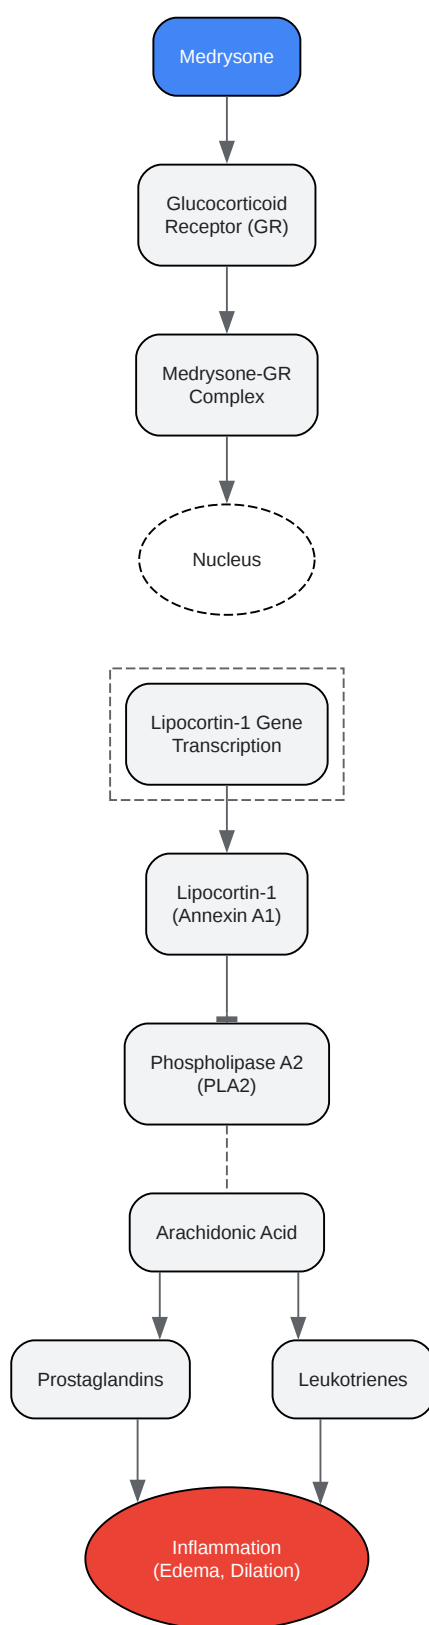 Medrysone
Glucocorticoid
Receptor (GR)
Medrysone-GR
Complex
Nucleus
Lipocortin-1 Gene
Transcription
Lipocortin-1
(Annexin A1)
Phospholipase A2
(PLA2)
Arachidonic Acid
Prostaglandins
Leukotrienes
Inflammation
(Edema, Dilation)